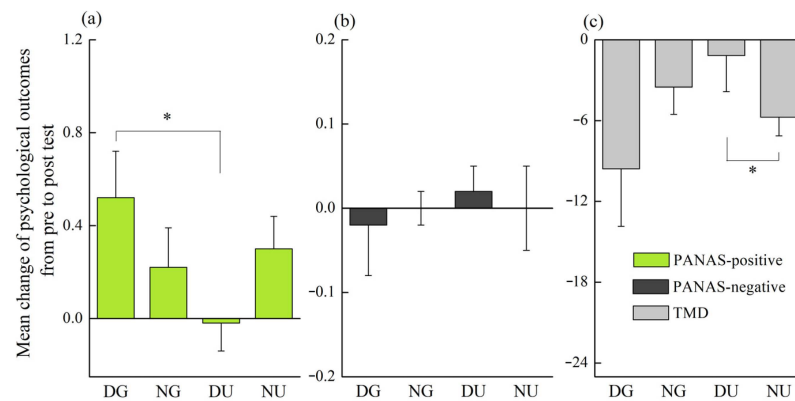 (a)
(b)
(c)
Mean change of psychological outcomes
from pre to post test
1.2
0.8
0.4
0.0
*
DG NG DU NU
0.2
0.1
0.0
-0.1
-0.2
DG NG DU NU
0
-6
-12
-18
-24
*
PANAS-positive
PANAS-negative
TMD
DG NG DU NU